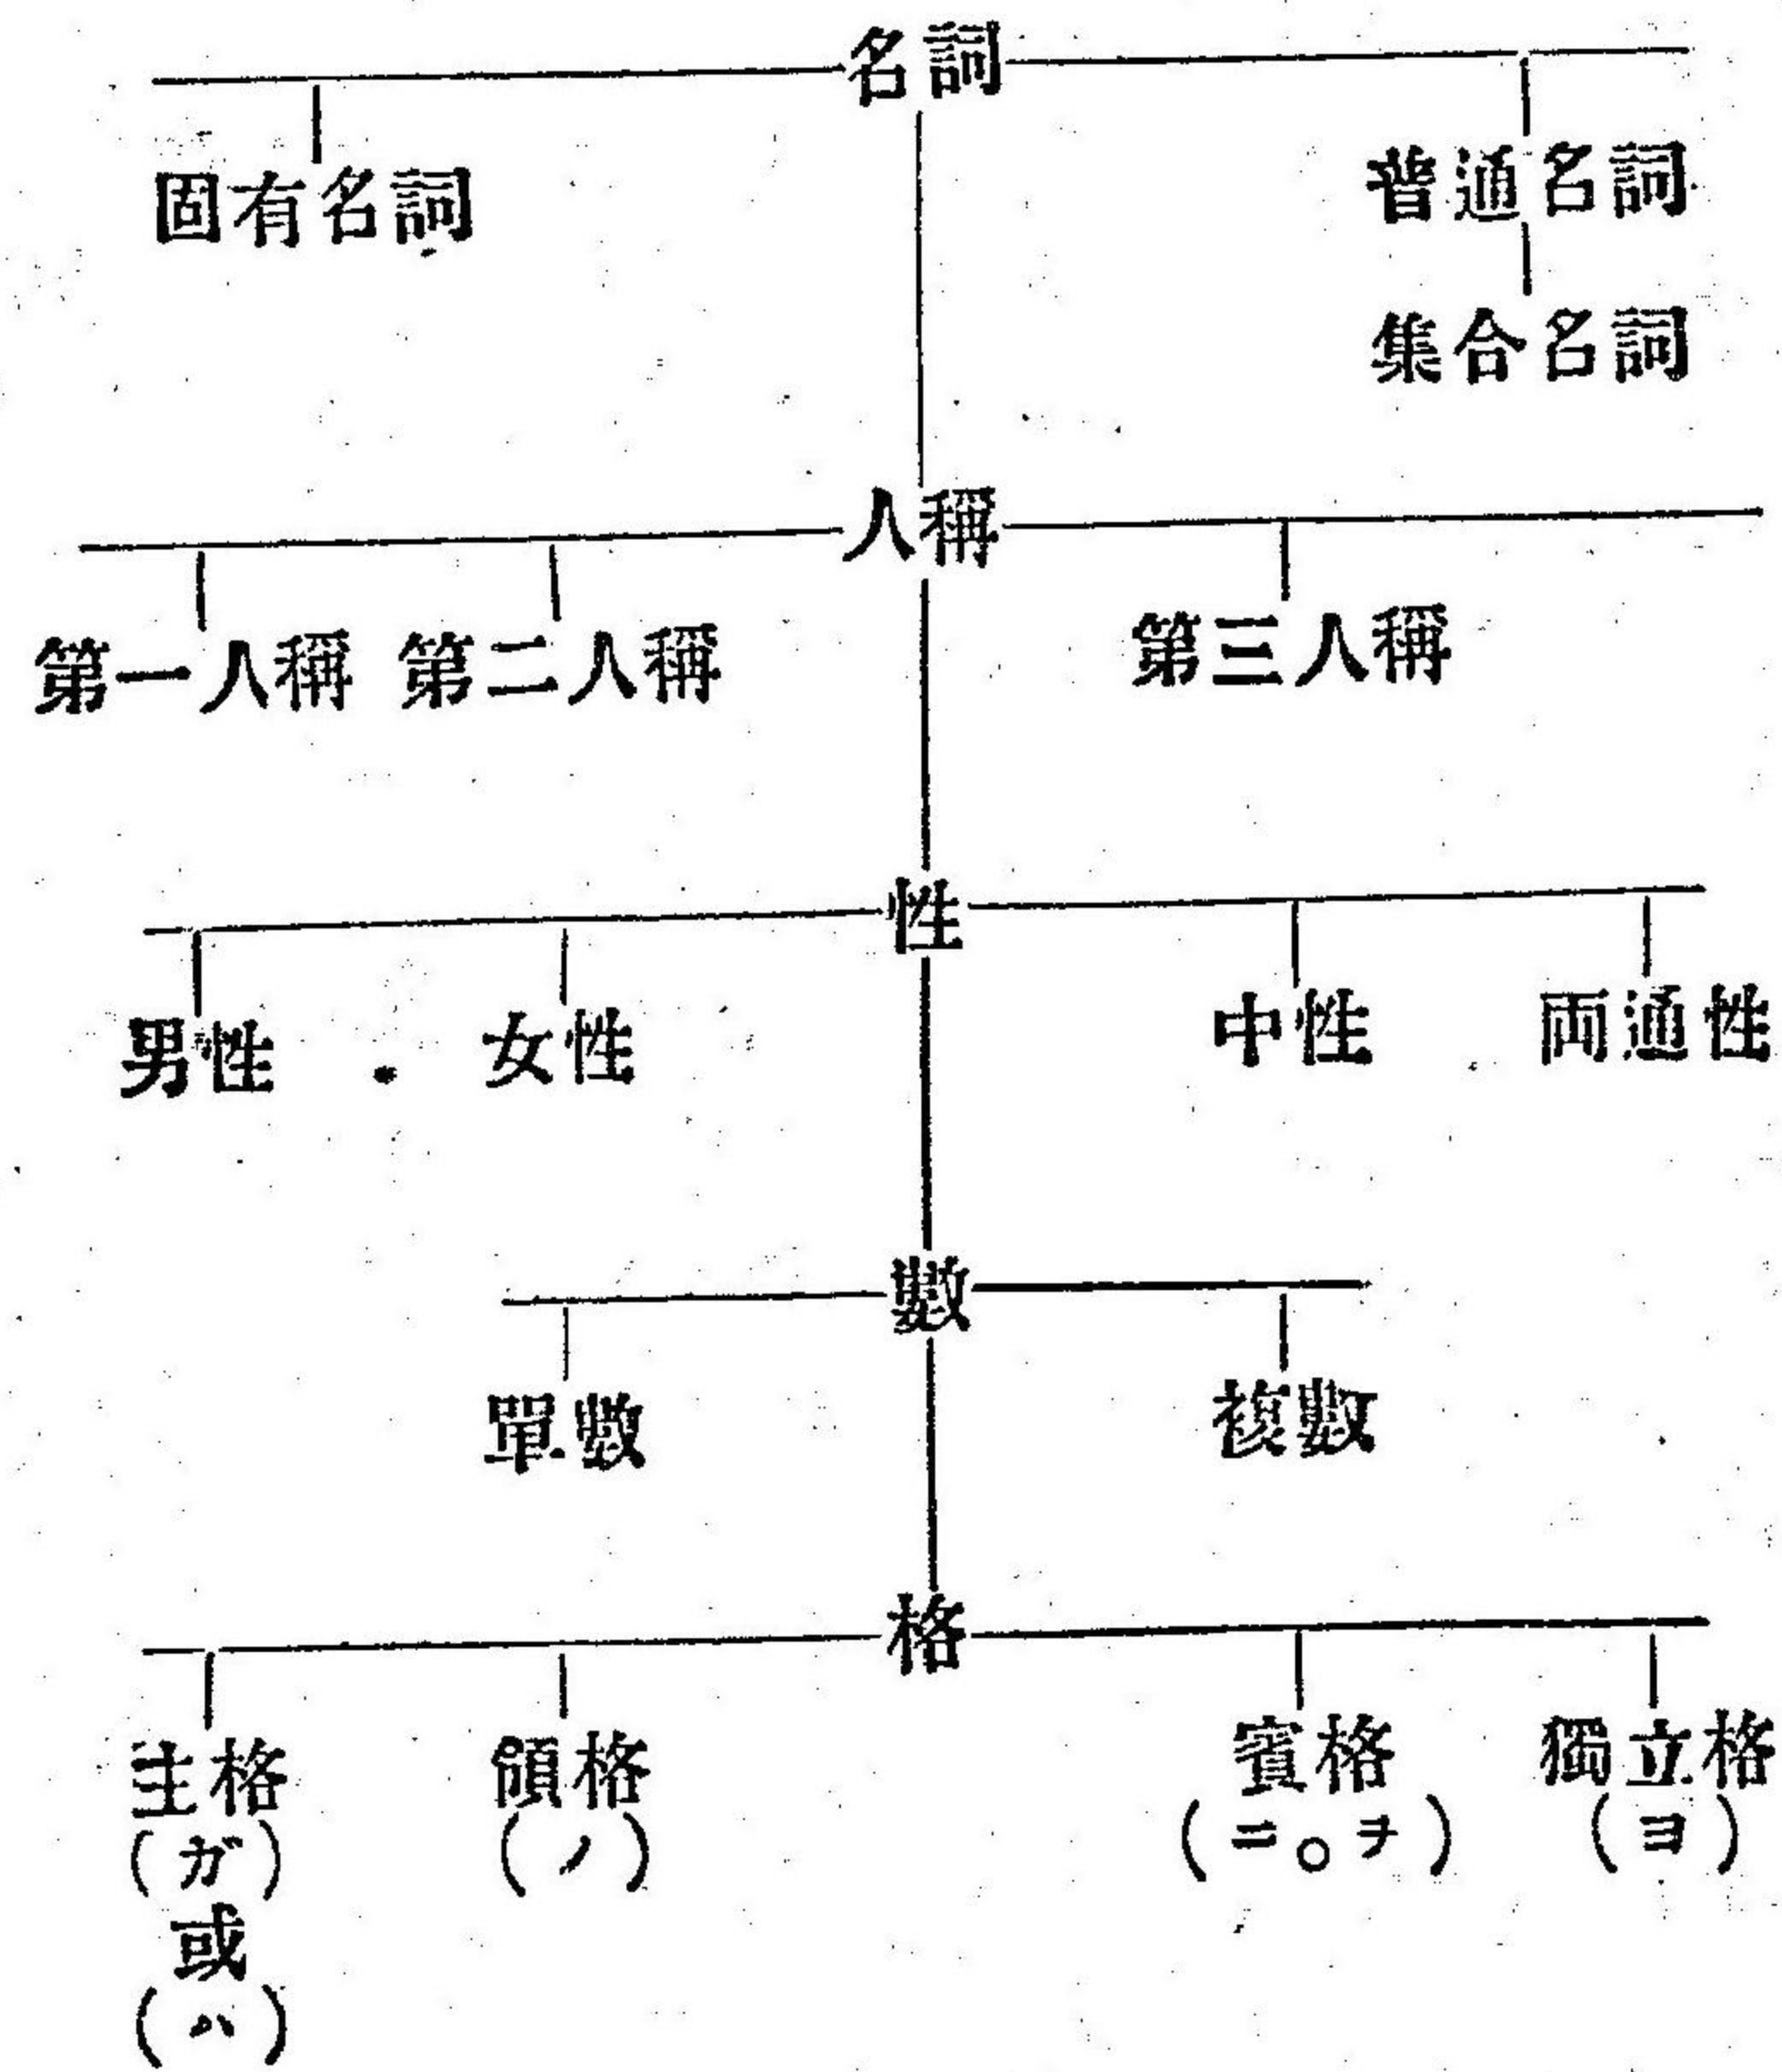 名詞
固有名詞 普通名詞
集合名詞
人稱
第一人稱 第二人稱 第三人稱
性
男性 女性 中性 両通性
數
單數 複數
格
主格 領格 賓格 獨立格
(ガ) (ノ) (ニ。ヲ) (ヨ)
或
(ハ)